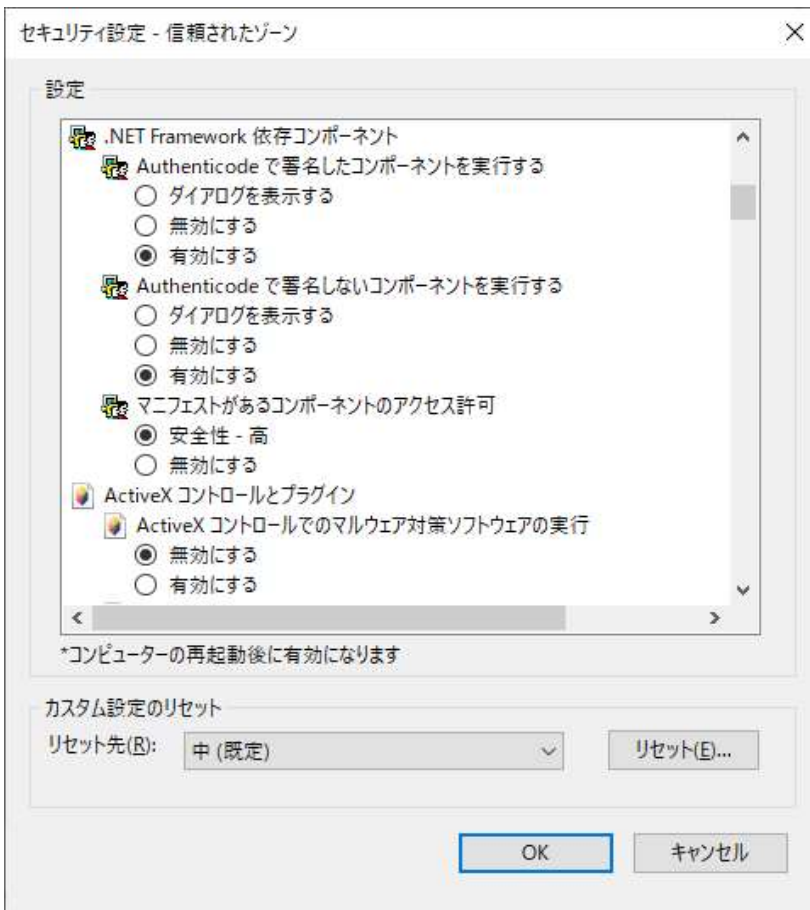 セキュリティ設定 - 信頼されたゾーン
設定
.NET Framework 依存コンポーネント
Authenticode で署名したコンポーネントを実行する
ダイアログを表示する
無効にする
有効にする
Authenticode で署名しないコンポーネントを実行する
ダイアログを表示する
無効にする
有効にする
マニフェストがあるコンポーネントのアクセス許可
安全性 - 高
無効にする
ActiveX コントロールとプラグイン
ActiveX コントロールでのマルウェア対策ソフトウェアの実行
無効にする
有効にする
*コンピューターの再起動後に有効になります
カスタム設定のリセット
リセット先(R): 中 (既定) リセット(E)...
OK キャンセル